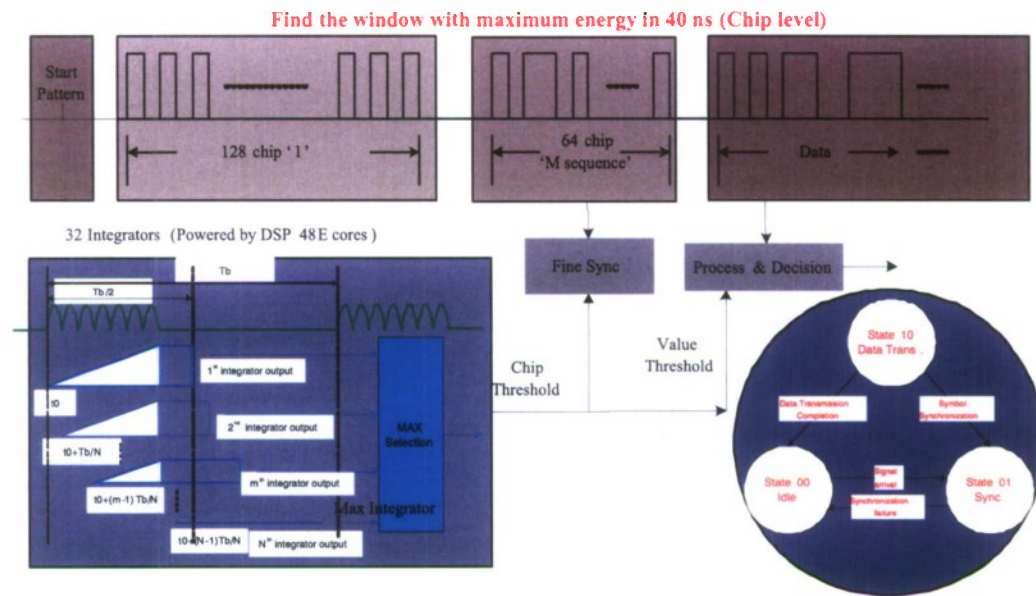 Find the window with maximum energy in 40 ns (Chip level)
Start
Pattern
128 chip ‘1’
64 chip
‘M sequence’
Data
32 Integrators (Powered by DSP 48E cores )
Tb
Tb/2
Fine Sync
Process & Decision
1st integrator output
t0
2nd integrator output
t0+Tb/N
mth integrator output
t0+(m-1) Tb/N
Max Integrator
t0+(N-1)Tb/N
Nth integrator output
MAX
Selection
Chip
Threshold
Value
Threshold
State 10
Data Trans .
Data Transmission
Completion
Symbol
Synchronization
State 00
Idle
Signal
arrival
Synchronization
failure
State 01
Sync